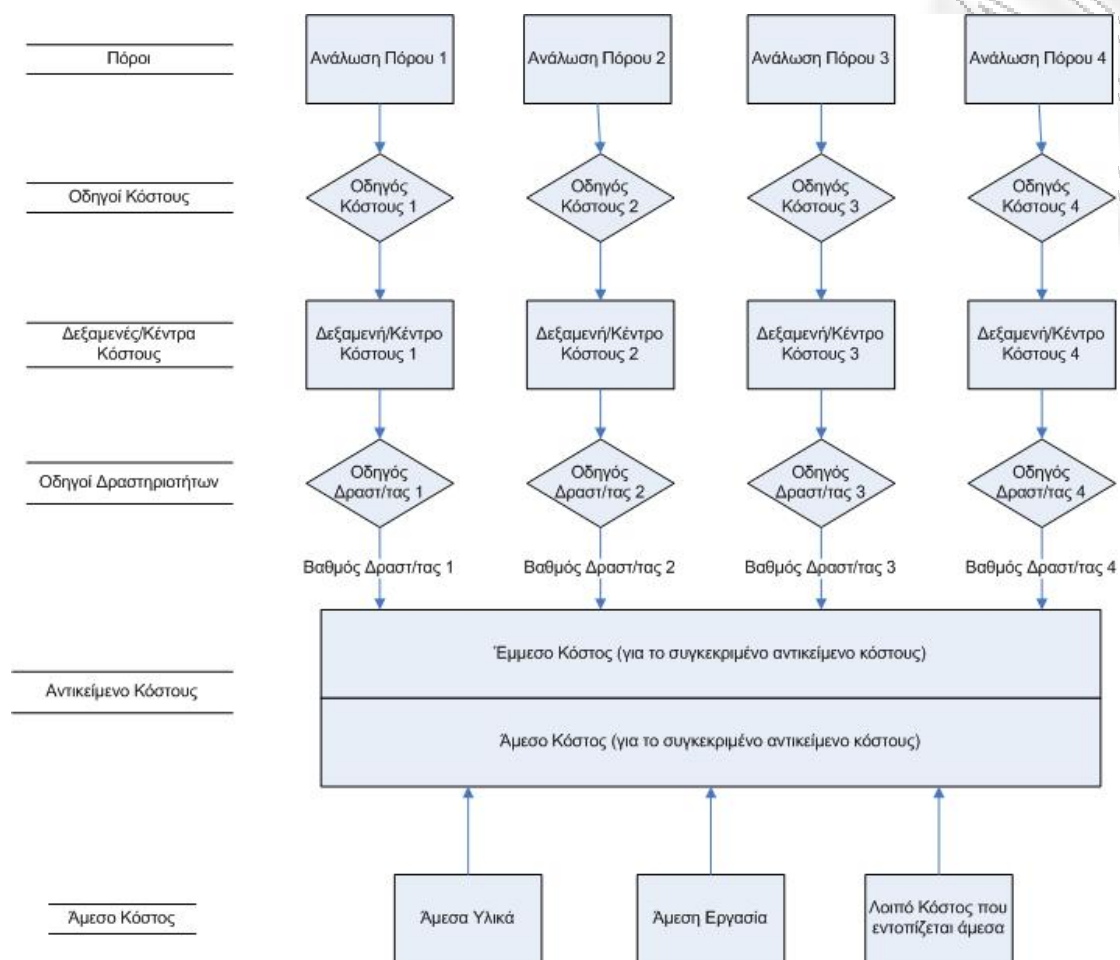 Πόροι
Ανάλωση Πόρου 1
Ανάλωση Πόρου 2
Ανάλωση Πόρου 3
Ανάλωση Πόρου 4
Οδηγοί Κόστους
Οδηγός
Κόστους 1
Οδηγός
Κόστους 2
Οδηγός
Κόστους 3
Οδηγός
Κόστους 4
Δεξαμενές/Κέντρα
Κόστους
Δεξαμενή/Κέντρο
Κόστους 1
Δεξαμενή/Κέντρο
Κόστους 2
Δεξαμενή/Κέντρο
Κόστους 3
Δεξαμενή/Κέντρο
Κόστους 4
Οδηγοί Δραστηριοτήτων
Οδηγός
Δραστ/τας 1
Οδηγός
Δραστ/τας 2
Οδηγός
Δραστ/τας 3
Οδηγός
Δραστ/τας 4
Βαθμός Δραστ/τας 1
Βαθμός Δραστ/τας 2
Βαθμός Δραστ/τας 3
Βαθμός Δραστ/τας 4
Αντικείμενο Κόστους
Έμμεσο Κόστος (για το συγκεκριμένο αντικείμενο κόστους)
Άμεσο Κόστος (για το συγκεκριμένο αντικείμενο κόστους)
Άμεσο Κόστος
Άμεσα Υλικά
Άμεση Εργασία
Λοιπό Κόστος που
εντοπίζεται άμεσα